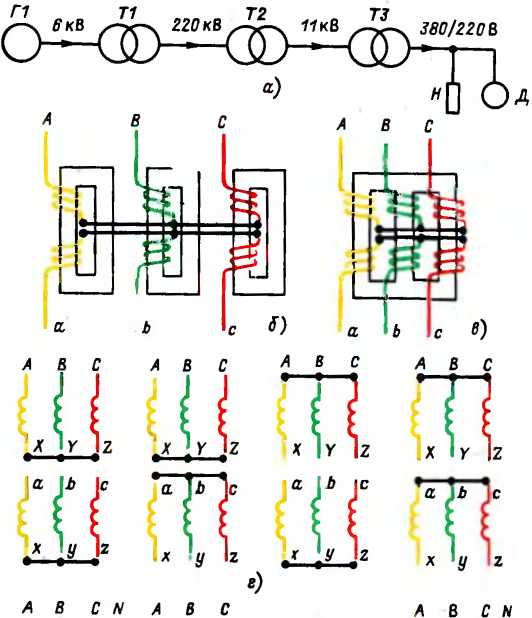 Г1 6 кВ Т1 220 кВ Т2 11 кВ Т3 380/220 В
Н Д
а)
A B C A B C
a b c б) a b c в)
A B C A B C A B C A B C
X Y Z X Y Z X Y Z X Y Z
a b c a b c a b c a b c
x y z x y z x y z x y z
г)
A B C N A B C A B C N